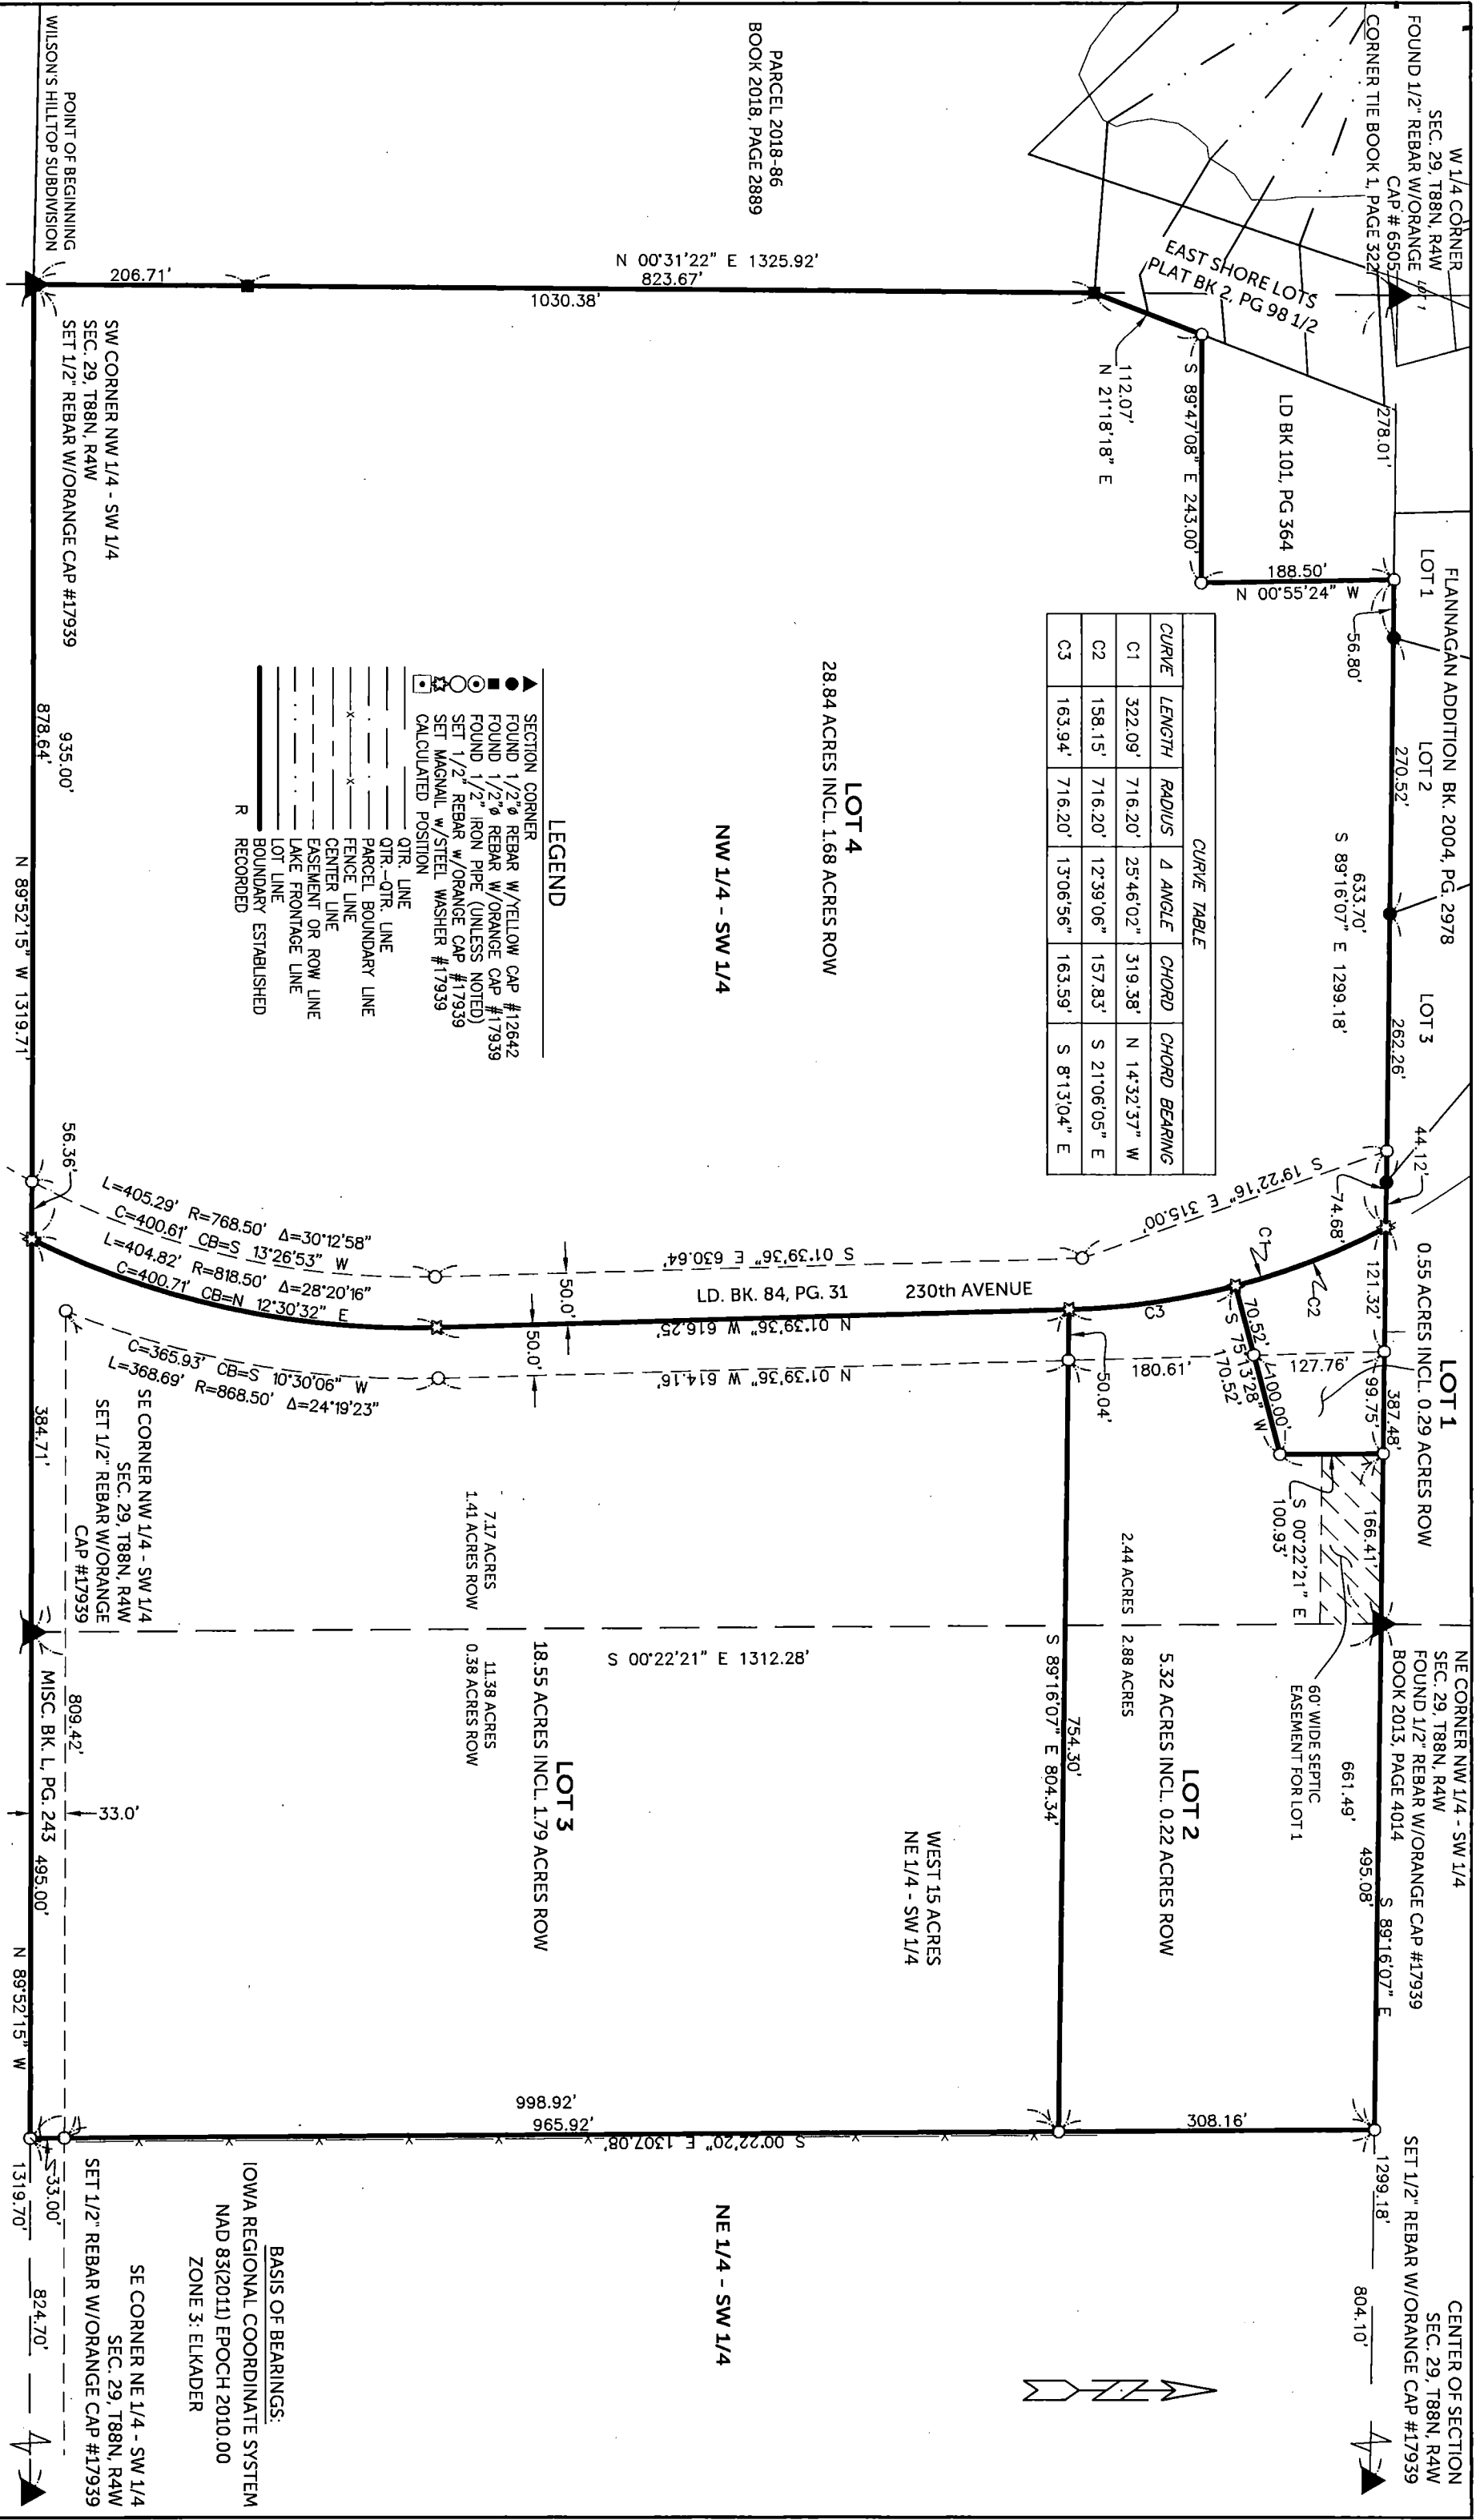 W 1/4 CORNER
SEC. 29, T88N, R4W
FOUND 1/2" REBAR W/ORANGE
CAP # 6505
CORNER TIE BOOK 1, PAGE 322
LOT 1
EAST SHORE LOTS
PLAT BK 2, PG 98 1/2
278.01'
LD BK 101, PG 364
FLANNAGAN ADDITION BK. 2004, PG. 2978
LOT 1
LOT 2
LOT 3
56.80'
270.52'
262.26'
44.12'
633.70'
S 89°16'07" E 1299.18'
74.68'
121.32'
LOT 1
0.55 ACRES INCL. 0.29 ACRES ROW
387.48'
99.75'
166.41'
NE CORNER NW 1/4 - SW 1/4
SEC. 29, T88N, R4W
FOUND 1/2" REBAR W/ORANGE CAP #17939
BOOK 2013, PAGE 4014
661.49'
495.08'
S 89°16'07" E
CENTER OF SECTION
SEC. 29, T88N, R4W
SET 1/2" REBAR W/ORANGE CAP #17939
1299.18'
804.10'
188.50'
N 00°55'24" W
S 89°47'08" E 243.00'
112.07'
N 21°18'18" E
PARCEL 2018-86
BOOK 2018, PAGE 2889
N 00°31'22" E 1325.92'
823.67'
1030.38'
206.71'
CURVE TABLE
CURVE LENGTH RADIUS Δ ANGLE CHORD CHORD BEARING
C1 322.09' 716.20' 25°46'02" 319.38' N 14°32'37" W
C2 158.15' 716.20' 12°39'06" 157.83' S 21°06'05" E
C3 163.94' 716.20' 13°06'56" 163.59' S 8°13'04" E
S 19°22'16" E 315.00'
C1
C2
C3
70.52'
100.00'
S 75°13'28" W
170.52'
127.76'
180.61'
50.04'
S 00°22'21" E
100.93'
60' WIDE SEPTIC
EASEMENT FOR LOT 1
LOT 2
5.32 ACRES INCL. 0.22 ACRES ROW
2.44 ACRES
2.88 ACRES
308.16'
754.30'
S 89°16'07" E 804.34'
LOT 4
28.84 ACRES INCL. 1.68 ACRES ROW
NW 1/4 - SW 1/4
S 01°39'36" E 630.64'
LD. BK. 84, PG. 31
230th AVENUE
N 01°39'36" W 616.25'
N 01°39'36" W 614.16'
50.0'
50.0'
WEST 15 ACRES
NE 1/4 - SW 1/4
S 00°22'21" E 1312.28'
NE 1/4 - SW 1/4
LOT 3
18.55 ACRES INCL. 1.79 ACRES ROW
7.17 ACRES
1.41 ACRES ROW
11.38 ACRES
0.38 ACRES ROW
998.92'
965.92'
S 00°22'20" E 1307.08'
LEGEND
SECTION CORNER
FOUND 1/2"ø REBAR W/YELLOW CAP #12642
FOUND 1/2"ø REBAR W/ORANGE CAP #17939
FOUND 1/2" IRON PIPE (UNLESS NOTED)
SET 1/2" REBAR w/ORANGE CAP #17939
SET MAGNAIL w/STEEL WASHER #17939
CALCULATED POSITION
QTR. LINE
QTR.-QTR. LINE
PARCEL BOUNDARY LINE
FENCE LINE
CENTER LINE
EASEMENT OR ROW LINE
LAKE FRONTAGE LINE
LOT LINE
BOUNDARY ESTABLISHED
R RECORDED
L=405.29' R=768.50' Δ=30°12'58"
C=400.61' CB=S 13°26'53" W
L=404.82' R=818.50' Δ=28°20'16"
C=400.71' CB=N 12°30'32" E
C=365.93' CB=S 10°30'06" W
L=368.69' R=868.50' Δ=24°19'23"
BASIS OF BEARINGS:
IOWA REGIONAL COORDINATE SYSTEM
NAD 83(2011) EPOCH 2010.00
ZONE 3: ELKADER
POINT OF BEGINNING
WILSON'S HILLTOP SUBDIVISION
SW CORNER NW 1/4 - SW 1/4
SEC. 29, T88N, R4W
SET 1/2" REBAR W/ORANGE CAP #17939
935.00'
878.64'
N 89°52'15" W 1319.71'
56.36'
384.71'
SE CORNER NW 1/4 - SW 1/4
SEC. 29, T88N, R4W
SET 1/2" REBAR W/ORANGE
CAP #17939
809.42'
MISC. BK. L, PG. 243
33.0'
495.00'
N 89°52'15" W
33.00'
1319.70'
824.70'
SE CORNER NE 1/4 - SW 1/4
SEC. 29, T88N, R4W
SET 1/2" REBAR W/ORANGE CAP #17939